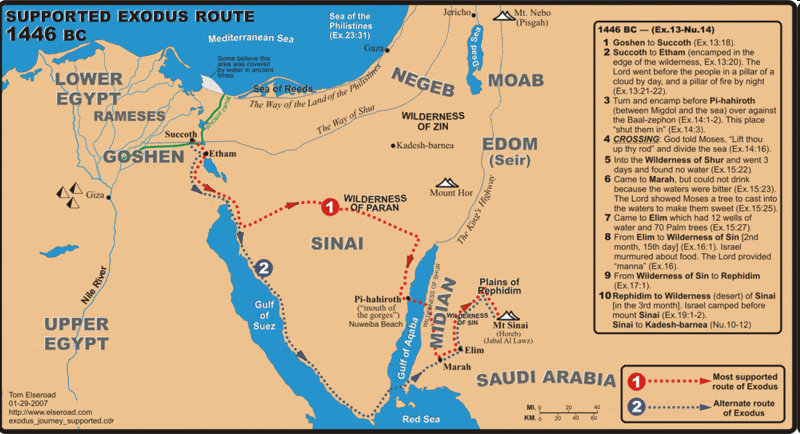 SUPPORTED EXODUS ROUTE
1446 BC
Sea of the
Philistines
(Ex.23:31)
Mediterranean Sea
Jericho
Mt. Nebo
(Pisgah)
Gaza
Dead Sea
Some believe this
area was covered
by water in ancient
times
LOWER
EGYPT
Sea of Reeds
The Way of the Land of the Philistines
NEGEB
MOAB
RAMESES
The Way of Shur
WILDERNESS
OF ZIN
Succoth
GOSHEN
Etham
Kadesh-barnea
EDOM
(Seir)
Giza
Mount Hor
The King's Highway
1
WILDERNESS
OF PARAN
SINAI
2
Nile River
Gulf
of
Suez
Pi-hahiroth
("mouth of
the gorges")
Nuweiba Beach
WILDERNESS OF SHUR
MIDIAN
Gulf of Aqaba
Plains of
Rephidim
WILDERNESS
OF SIN
Mt Sinai
(Horeb)
(Jabal Al Lawz)
UPPER
EGYPT
Elim
Marah
SAUDI ARABIA
Red Sea
Tom Elseroad
01-29-2007
http://www.elseroad.com
exodus_journey_supported.cdr
MI. 0 20 40
KM. 0 20 40 60
1446 BC — (Ex.13-Nu.14)
1 Goshen to Succoth (Ex.13:18).
2 Succoth to Etham (encamped in the
edge of the wilderness, Ex.13:20). The
Lord went before the people in a pillar of a
cloud by day, and a pillar of fire by night
(Ex.13:21-22).
3 Turn and encamp before Pi-hahiroth
(between Migdol and the sea) over against
the Baal-zephon (Ex.14:1-2). This place
"shut them in" (Ex.14:3).
4 CROSSING: God told Moses, "Lift thou
up thy rod" and divide the sea (Ex.14:16).
5 Into the Wilderness of Shur and went 3
days and found no water (Ex.15:22).
6 Came to Marah, but could not drink
because the waters were bitter (Ex.15:23).
The Lord showed Moses a tree to cast into
the waters to make them sweet (Ex.15:25).
7 Came to Elim which had 12 wells of
water and 70 Palm trees (Ex.15:27).
8 From Elim to Wilderness of Sin [2nd
month, 15th day] (Ex.16:1). Israel
murmured about food. The Lord provided
"manna" (Ex.16).
9 From Wilderness of Sin to Rephidim
(Ex.17:1).
10 Rephidim to Wilderness (desert) of Sinai
[in the 3rd month]. Israel camped before
mount Sinai (Ex.19:1-2).
Sinai to Kadesh-barnea (Nu.10-12)
1 Most supported
route of Exodus
2 Alternate route
of Exodus